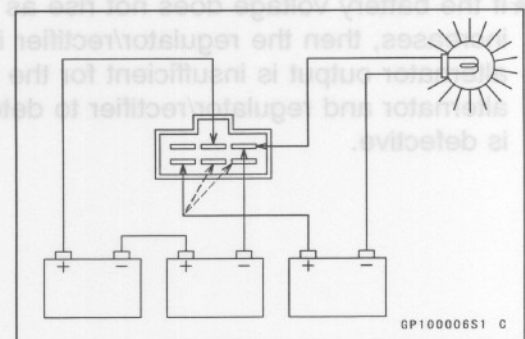 if the battery voltage does not rise as
increases, then the regulator/rectifier i
alternator output is insufficient for the
alternator and regulator/rectifier to dete
is defective.
+ − + − + −
GP100006S1 C